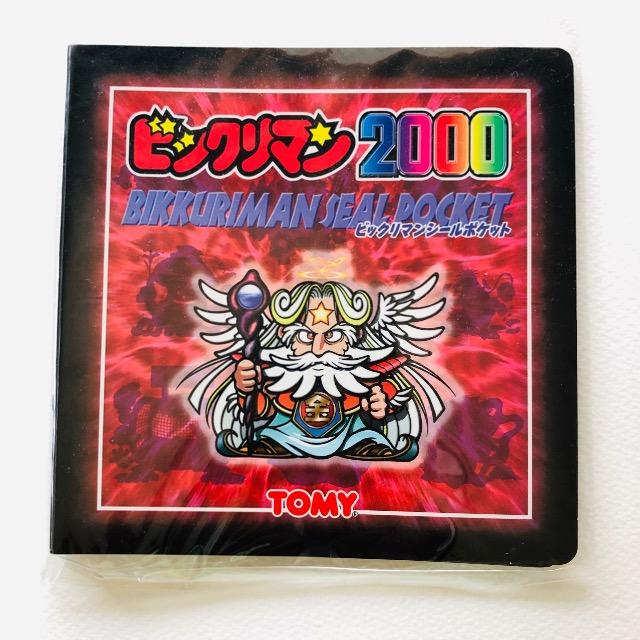 ビックリマン2000
BIKKURIMAN SEAL POCKET
ビックリマンシールポケット
金
TOMY